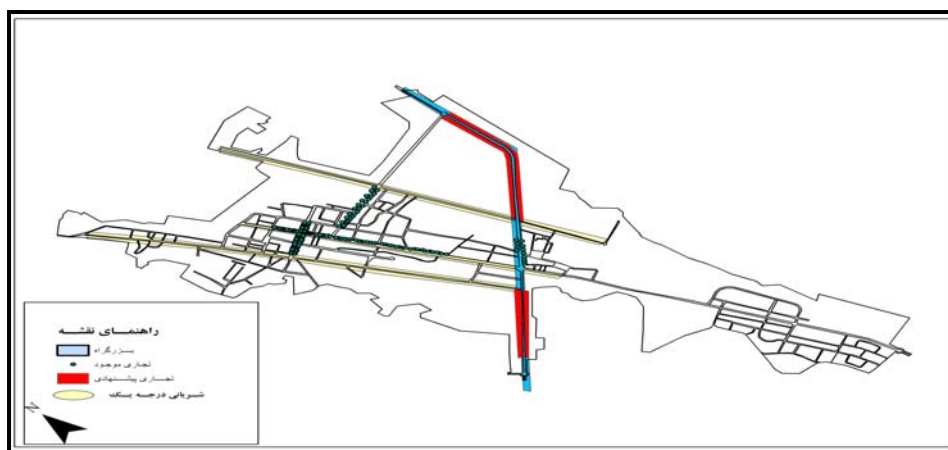 راهنمای نقشه
بزرگراه
تجاری موجود
تجاری پیشنهادی
شریانی درجه یک
N